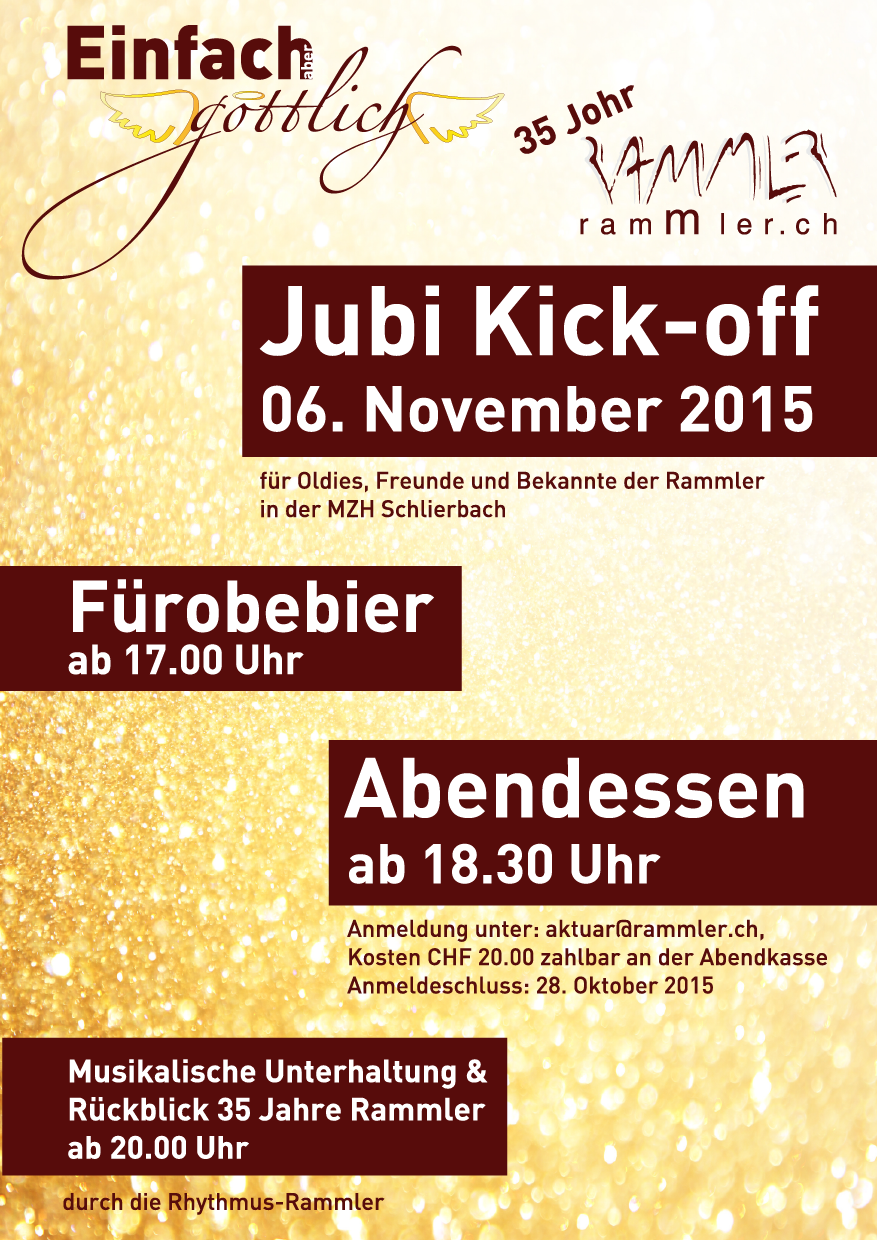 Einfach aber
göttlich
35 Johr
RAMMLER
rammler.ch
Jubi Kick-off
06. November 2015
für Oldies, Freunde und Bekannte der Rammler
in der MZH Schlierbach
Fürobebier
ab 17.00 Uhr
Abendessen
ab 18.30 Uhr
Anmeldung unter: aktuar@rammler.ch,
Kosten CHF 20.00 zahlbar an der Abendkasse
Anmeldeschluss: 28. Oktober 2015
Musikalische Unterhaltung &
Rückblick 35 Jahre Rammler
ab 20.00 Uhr
durch die Rhythmus-Rammler